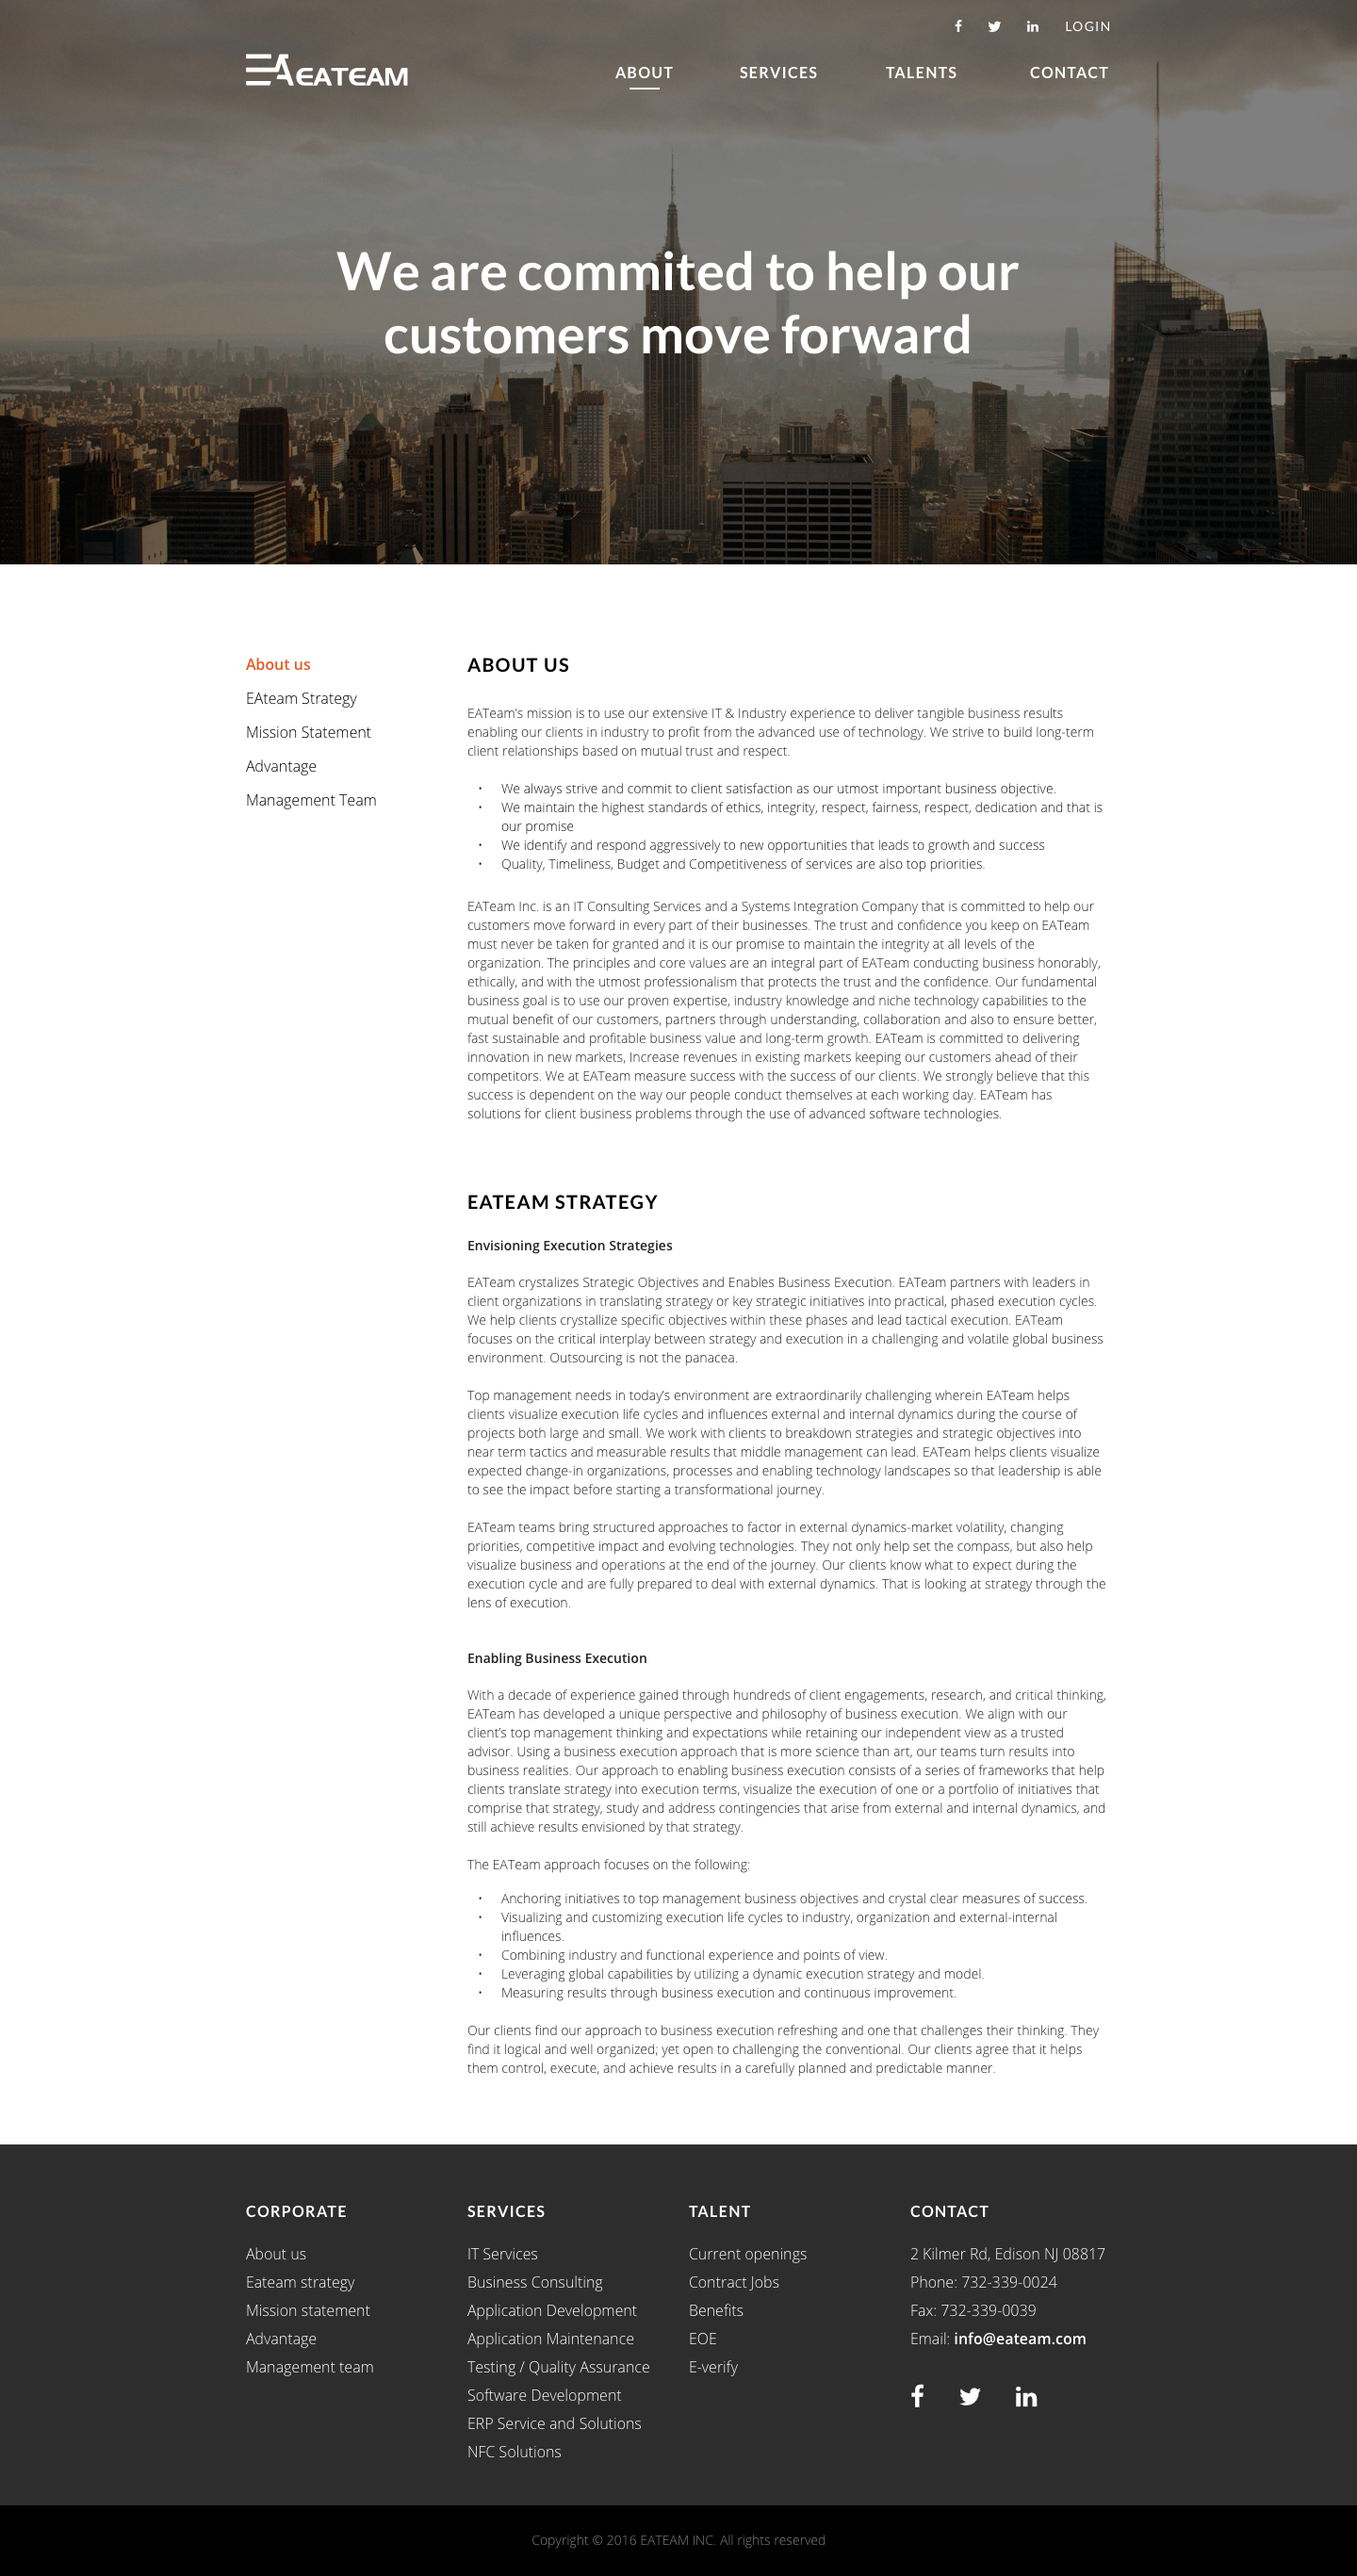 LOGIN
EA EATEAM
ABOUT SERVICES TALENTS CONTACT
We are commited to help our
customers move forward
About us
EAteam Strategy
Mission Statement
Advantage
Management Team
ABOUT US
EATeam's mission is to use our extensive IT & Industry experience to deliver tangible business results
enabling our clients in industry to profit from the advanced use of technology. We strive to build long-term
client relationships based on mutual trust and respect.
• We always strive and commit to client satisfaction as our utmost important business objective.
• We maintain the highest standards of ethics, integrity, respect, fairness, respect, dedication and that is
our promise
• We identify and respond aggressively to new opportunities that leads to growth and success
• Quality, Timeliness, Budget and Competitiveness of services are also top priorities.
EATeam Inc. is an IT Consulting Services and a Systems Integration Company that is committed to help our
customers move forward in every part of their businesses. The trust and confidence you keep on EATeam
must never be taken for granted and it is our promise to maintain the integrity at all levels of the
organization. The principles and core values are an integral part of EATeam conducting business honorably,
ethically, and with the utmost professionalism that protects the trust and the confidence. Our fundamental
business goal is to use our proven expertise, industry knowledge and niche technology capabilities to the
mutual benefit of our customers, partners through understanding, collaboration and also to ensure better,
fast sustainable and profitable business value and long-term growth. EATeam is committed to delivering
innovation in new markets, Increase revenues in existing markets keeping our customers ahead of their
competitors. We at EATeam measure success with the success of our clients. We strongly believe that this
success is dependent on the way our people conduct themselves at each working day. EATeam has
solutions for client business problems through the use of advanced software technologies.
EATEAM STRATEGY
Envisioning Execution Strategies
EATeam crystalizes Strategic Objectives and Enables Business Execution. EATeam partners with leaders in
client organizations in translating strategy or key strategic initiatives into practical, phased execution cycles.
We help clients crystallize specific objectives within these phases and lead tactical execution. EATeam
focuses on the critical interplay between strategy and execution in a challenging and volatile global business
environment. Outsourcing is not the panacea.
Top management needs in today's environment are extraordinarily challenging wherein EATeam helps
clients visualize execution life cycles and influences external and internal dynamics during the course of
projects both large and small. We work with clients to breakdown strategies and strategic objectives into
near term tactics and measurable results that middle management can lead. EATeam helps clients visualize
expected change-in organizations, processes and enabling technology landscapes so that leadership is able
to see the impact before starting a transformational journey.
EATeam teams bring structured approaches to factor in external dynamics-market volatility, changing
priorities, competitive impact and evolving technologies. They not only help set the compass, but also help
visualize business and operations at the end of the journey. Our clients know what to expect during the
execution cycle and are fully prepared to deal with external dynamics. That is looking at strategy through the
lens of execution.
Enabling Business Execution
With a decade of experience gained through hundreds of client engagements, research, and critical thinking,
EATeam has developed a unique perspective and philosophy of business execution. We align with our
client's top management thinking and expectations while retaining our independent view as a trusted
advisor. Using a business execution approach that is more science than art, our teams turn results into
business realities. Our approach to enabling business execution consists of a series of frameworks that help
clients translate strategy into execution terms, visualize the execution of one or a portfolio of initiatives that
comprise that strategy, study and address contingencies that arise from external and internal dynamics, and
still achieve results envisioned by that strategy.
The EATeam approach focuses on the following:
• Anchoring initiatives to top management business objectives and crystal clear measures of success.
• Visualizing and customizing execution life cycles to industry, organization and external-internal
influences.
• Combining industry and functional experience and points of view.
• Leveraging global capabilities by utilizing a dynamic execution strategy and model.
• Measuring results through business execution and continuous improvement.
Our clients find our approach to business execution refreshing and one that challenges their thinking. They
find it logical and well organized; yet open to challenging the conventional. Our clients agree that it helps
them control, execute, and achieve results in a carefully planned and predictable manner.
CORPORATE
About us
Eateam strategy
Mission statement
Advantage
Management team
SERVICES
IT Services
Business Consulting
Application Development
Application Maintenance
Testing / Quality Assurance
Software Development
ERP Service and Solutions
NFC Solutions
TALENT
Current openings
Contract Jobs
Benefits
EOE
E-verify
CONTACT
2 Kilmer Rd, Edison NJ 08817
Phone: 732-339-0024
Fax: 732-339-0039
Email: info@eateam.com
Copyright © 2016 EATEAM INC. All rights reserved